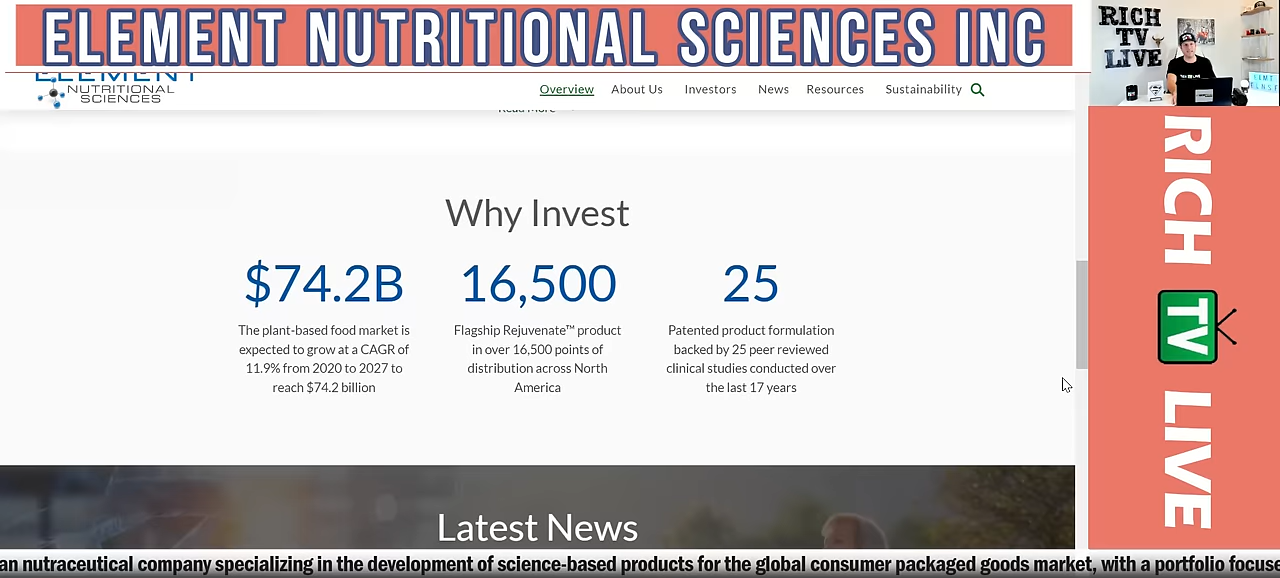 ELEMENT NUTRITIONAL SCIENCES INC
RICH
TV
LIVE
ELEMENT
NUTRITIONAL
SCIENCES
Overview About Us Investors News Resources Sustainability
Read More
Why Invest
$74.2B
The plant-based food market is
expected to grow at a CAGR of
11.9% from 2020 to 2027 to
reach $74.2 billion
16,500
Flagship Rejuvenate™ product
in over 16,500 points of
distribution across North
America
25
Patented product formulation
backed by 25 peer reviewed
clinical studies conducted over
the last 17 years
RICH
TV
LIVE
Latest News
an nutraceutical company specializing in the development of science-based products for the global consumer packaged goods market, with a portfolio focuse